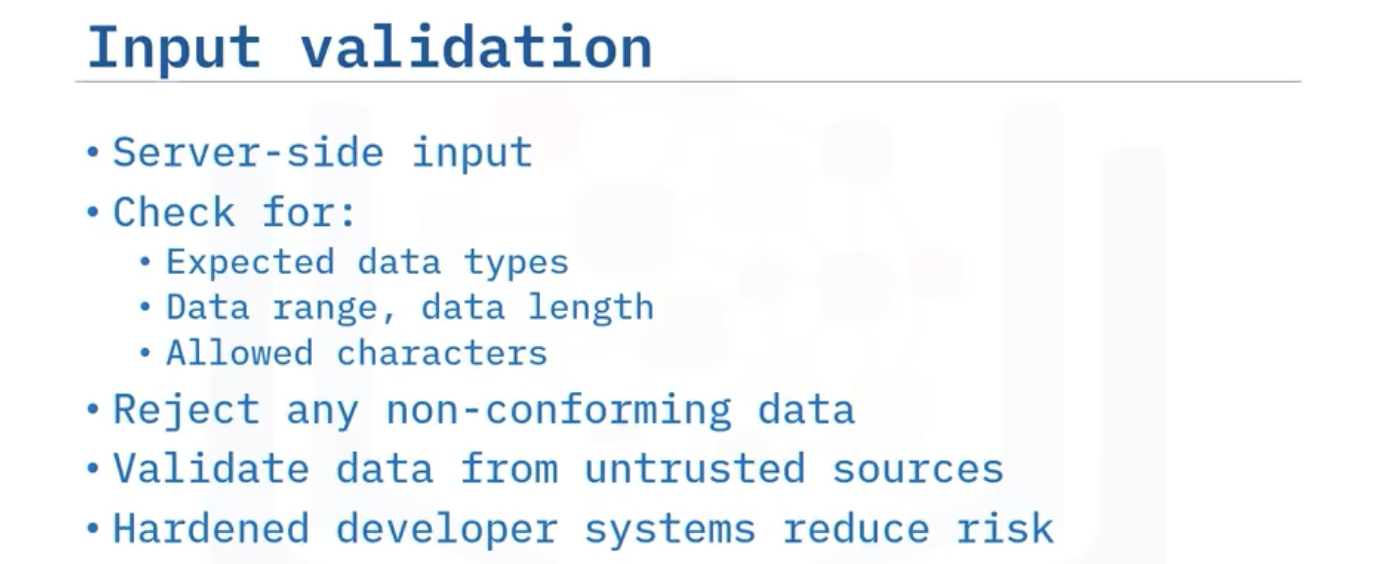 Input validation
• Server-side input
• Check for:
• Expected data types
• Data range, data length
• Allowed characters
• Reject any non-conforming data
• Validate data from untrusted sources
• Hardened developer systems reduce risk